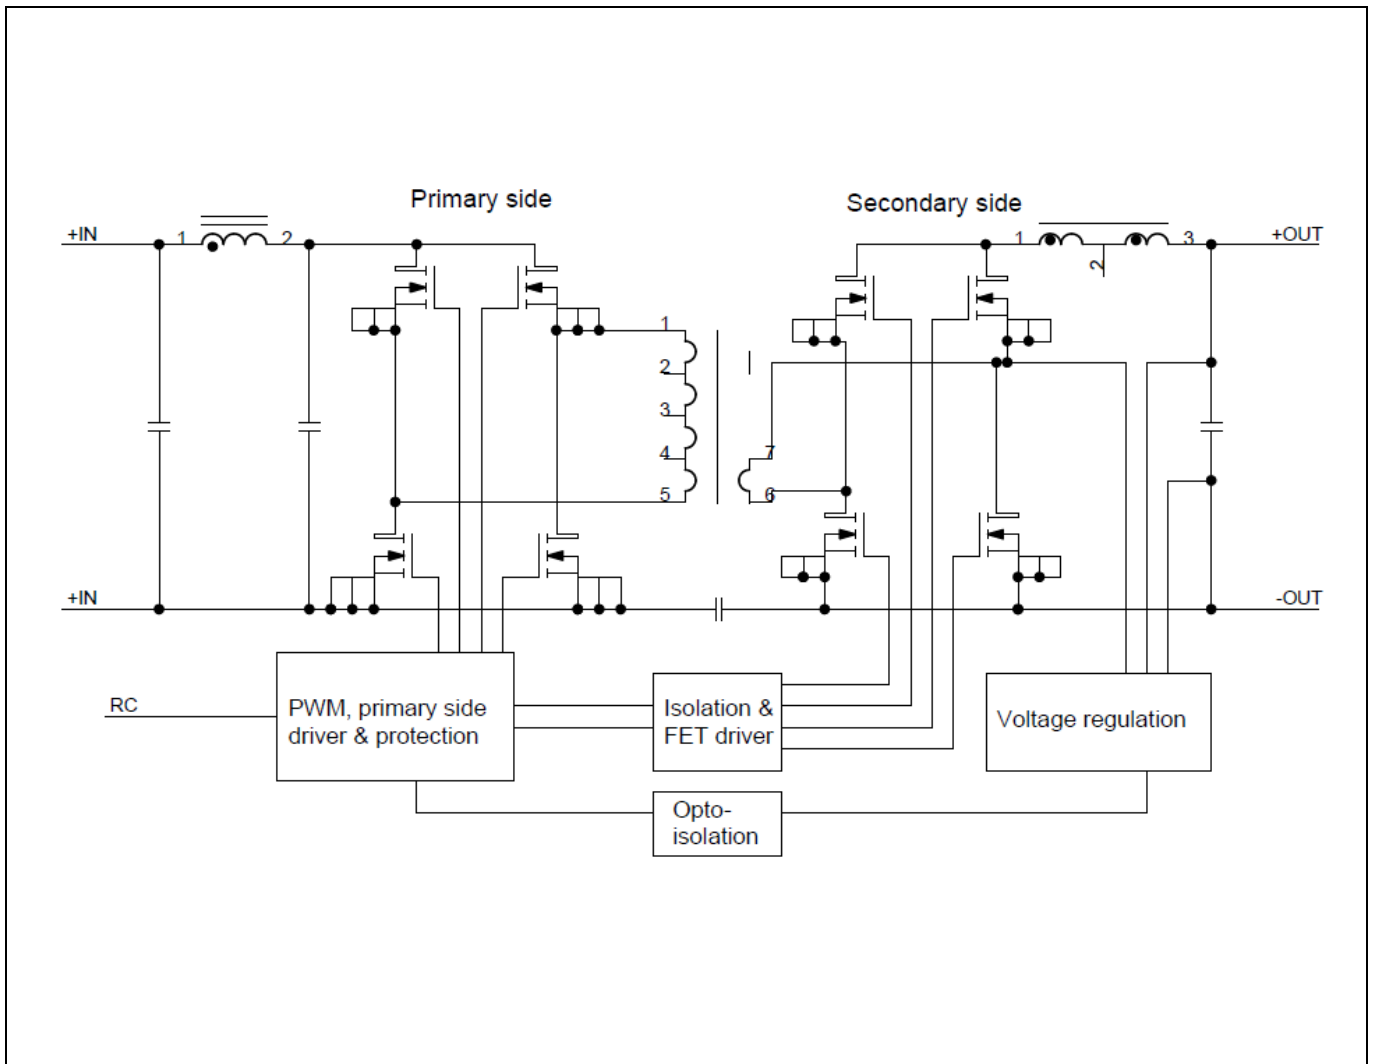 Primary side
Secondary side
+IN
1
2
1
2
3
+OUT
1
2
3
4
5
7
6
+IN
-OUT
RC
PWM, primary side
driver & protection
Isolation &
FET driver
Voltage regulation
Opto-
isolation